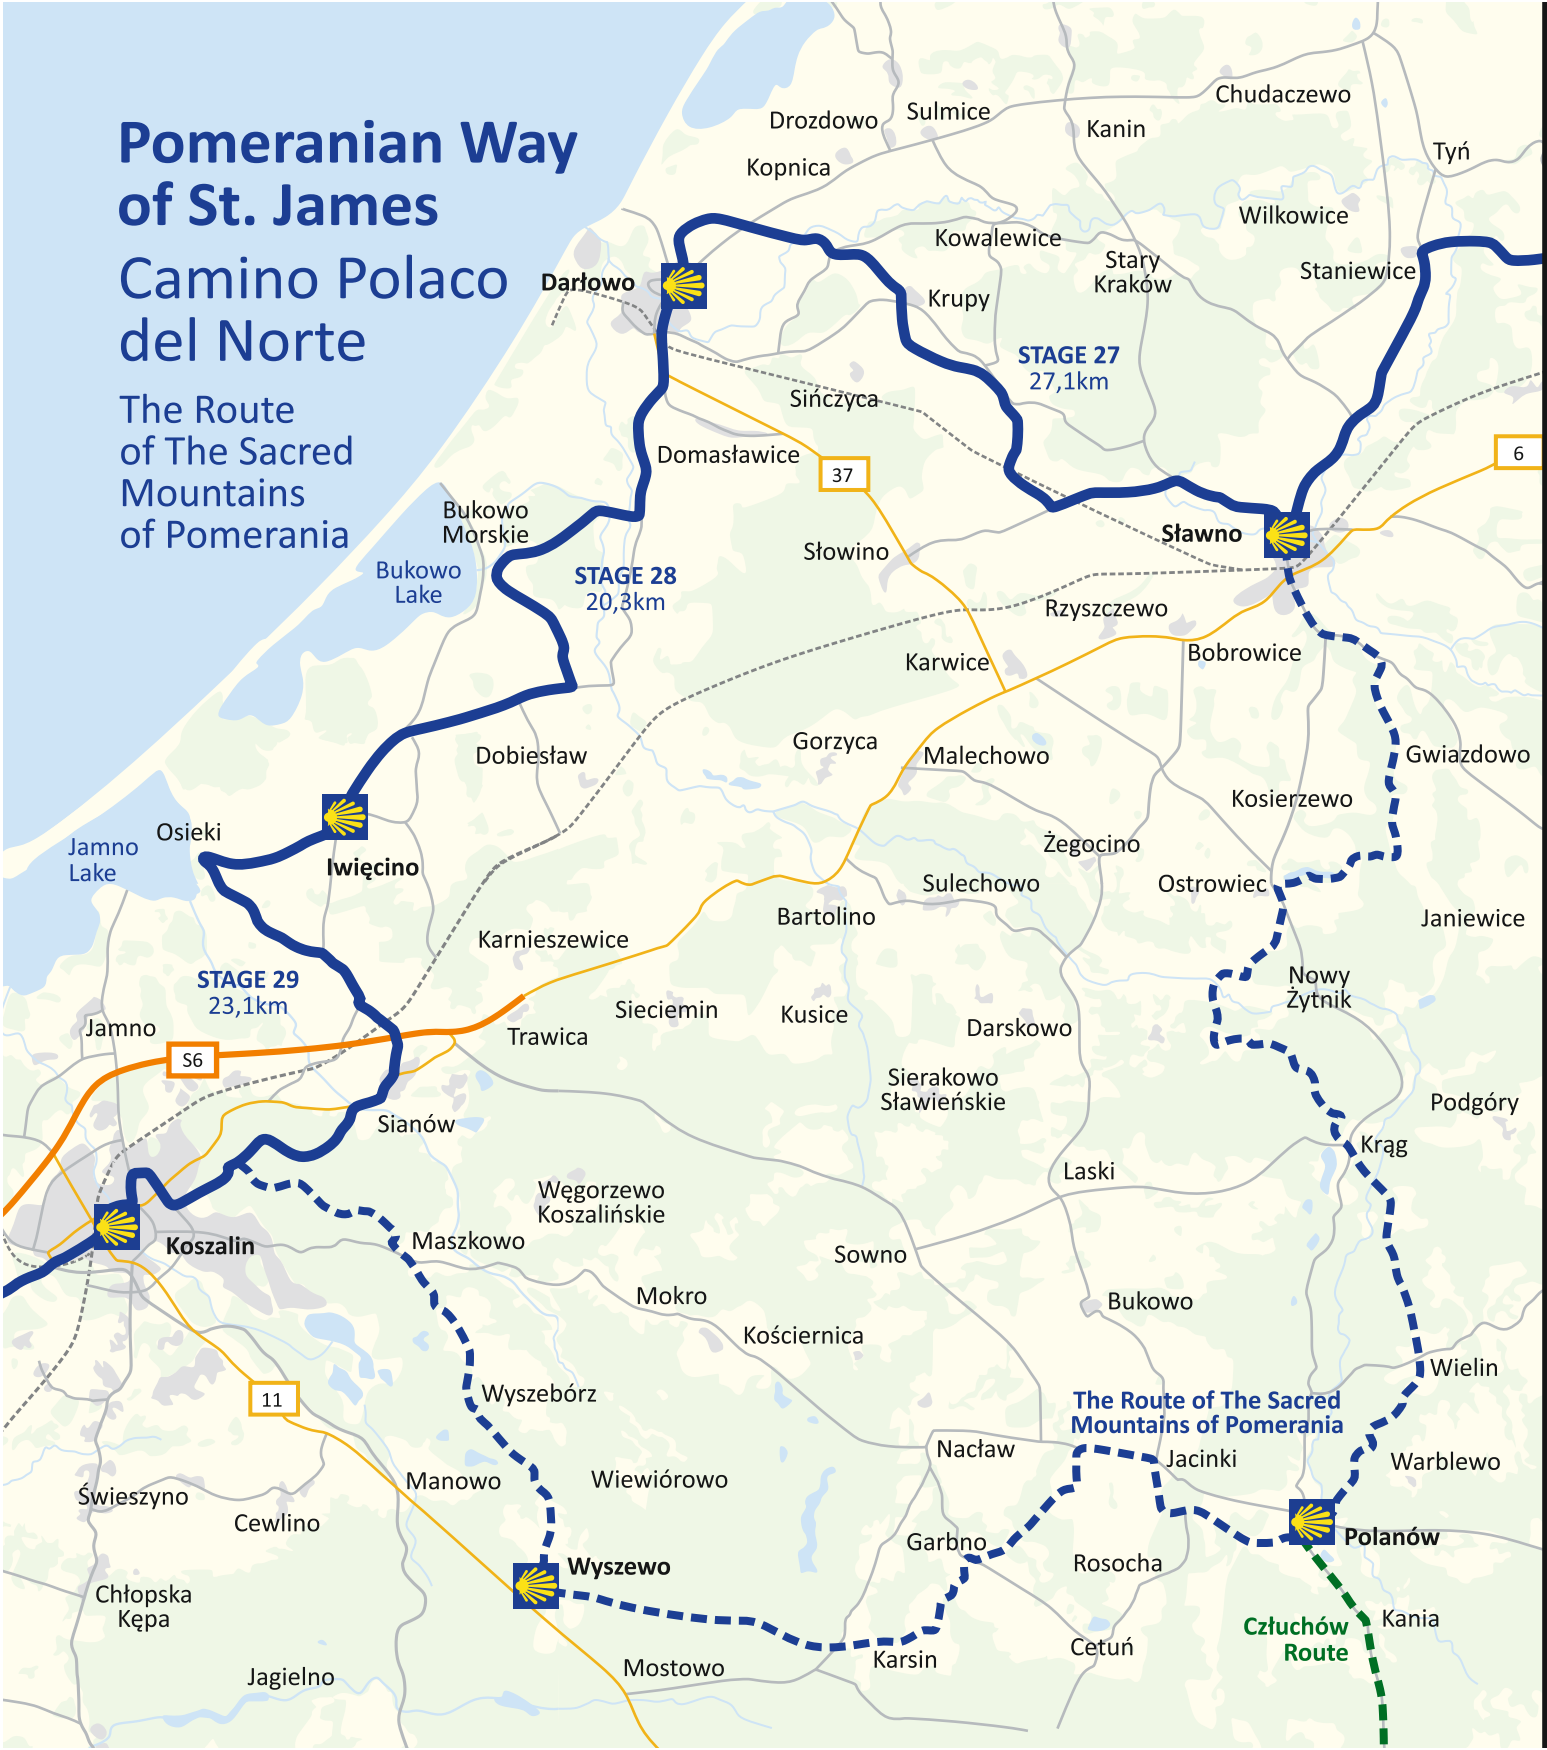 Pomeranian Way
of St. James
Camino Polaco
del Norte
The Route
of The Sacred
Mountains
of Pomerania
Chudaczewo
Drozdowo
Sulmice
Kanin
Tyń
Kopnica
Wilkowice
Kowalewice
Stary
Kraków
Staniewice
Darłowo
Krupy
STAGE 27
27,1km
Sińczyca
Domasławice
37
6
Bukowo
Morskie
Słowino
Sławno
Bukowo
Lake
STAGE 28
20,3km
Rzyszczewo
Karwice
Bobrowice
Dobiesław
Gorzyca
Malechowo
Gwiazdowo
Kosierzewo
Osieki
Jamno
Lake
Iwięcino
Żegocino
Sulechowo
Ostrowiec
Bartolino
Janiewice
Karnieszewice
STAGE 29
23,1km
Nowy
Żytnik
Sieciemin
Kusice
Darskowo
Jamno
Trawica
S6
Sierakowo
Sławieńskie
Podgóry
Sianów
Krąg
Laski
Węgorzewo
Koszalińskie
Koszalin
Maszkowo
Sowno
Mokro
Bukowo
Kościernica
Wielin
Wyszebórz
11
The Route of The Sacred
Mountains of Pomerania
Nacław
Jacinki
Warblewo
Manowo
Wiewiórowo
Świeszyno
Cewlino
Garbno
Polanów
Wyszewo
Rosocha
Chłopska
Kępa
Człuchów
Route
Kania
Karsin
Cetuń
Mostowo
Jagielno